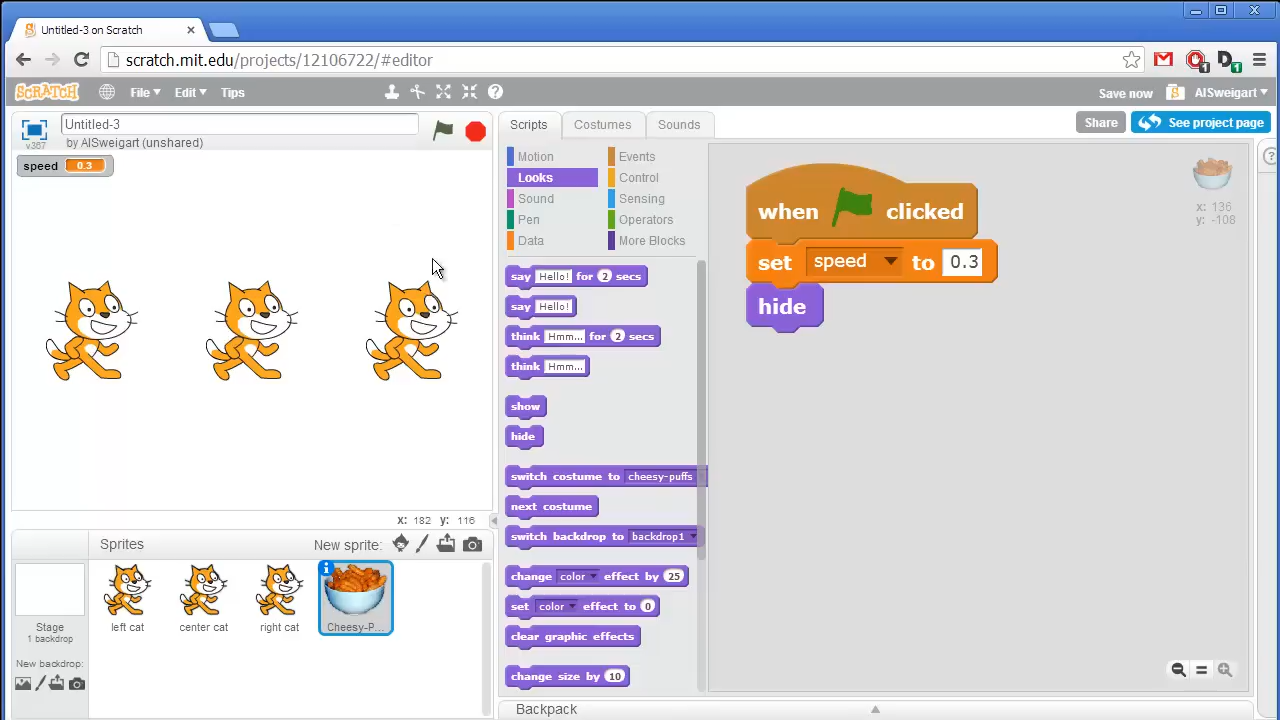 Untitled-3 on Scratch
scratch.mit.edu/projects/12106722/#editor
1
1
SCRATCH
File
Edit
Tips
Save now
AlSweigart
Untitled-3
by AlSweigart (unshared)
v387
Scripts
Costumes
Sounds
Share
See project page
speed 0.3
Motion
Looks
Sound
Pen
Data
Events
Control
Sensing
Operators
More Blocks
say Hello! for 2 secs
say Hello!
think Hmm... for 2 secs
think Hmm...
show
hide
switch costume to cheesy-puffs
next costume
switch backdrop to backdrop1
change color effect by 25
set color effect to 0
clear graphic effects
change size by 10
when clicked
set speed to 0.3
hide
x: 136
y: -108
?
x: 182 y: 116
Sprites
New sprite:
Stage
1 backdrop
New backdrop:
left cat
center cat
right cat
i
Cheesy-P...
Backpack